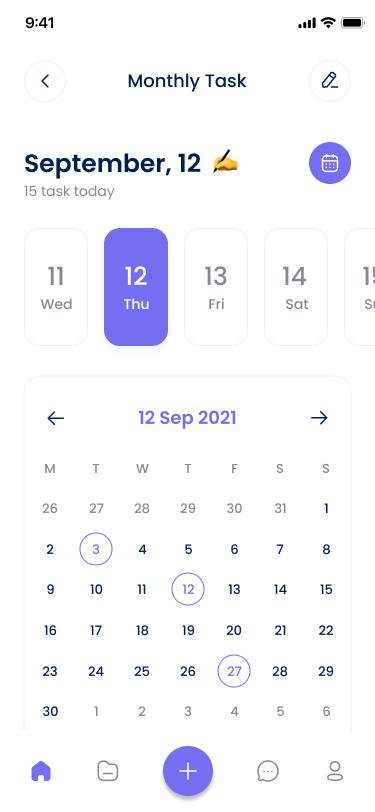 9:41
Monthly Task
September, 12 ✍️
15 task today
11 12 13 14
Wed Thu Fri Sat Su
12 Sep 2021
M T W T F S S
26 27 28 29 30 31 1
2 3 4 5 6 7 8
9 10 11 12 13 14 15
16 17 18 19 20 21 22
23 24 25 26 27 28 29
30 1 2 3 4 5 6